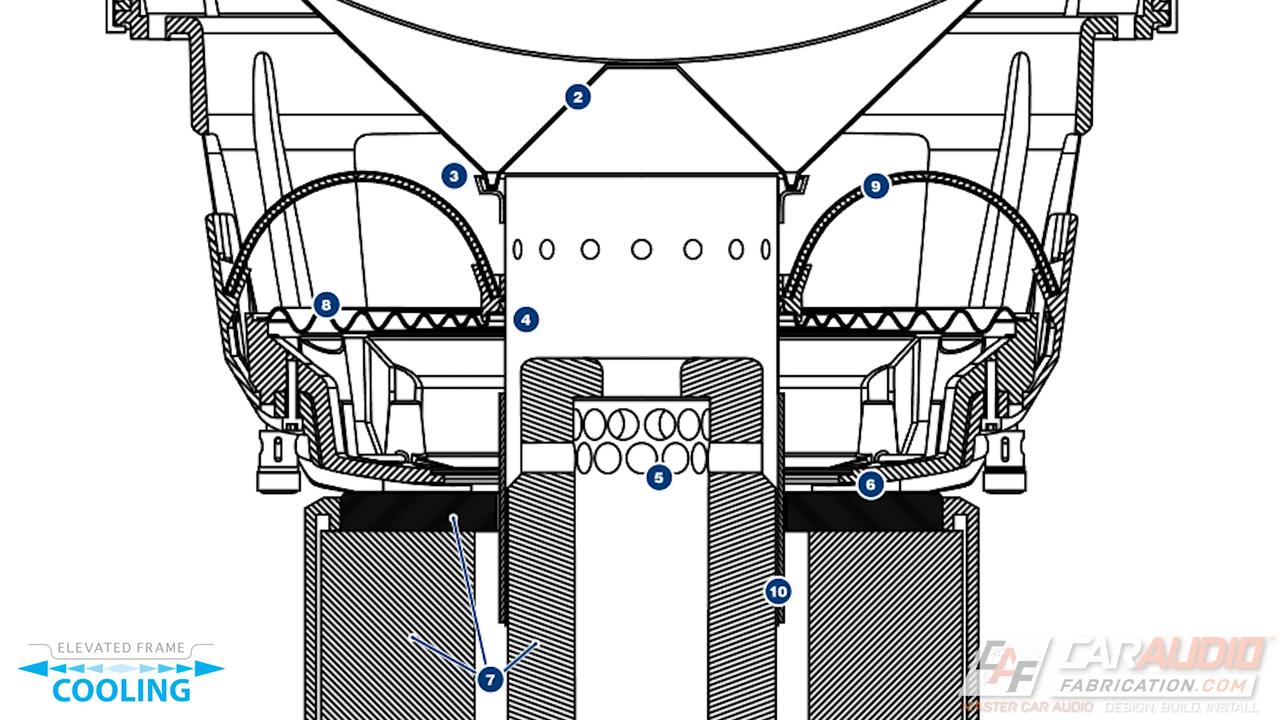 2
3
9
8
4
5
6
10
7
ELEVATED FRAME
COOLING
CAF
CARAUDIO
FABRICATION.COM
MASTER CAR AUDIO DESIGN, BUILD, INSTALL